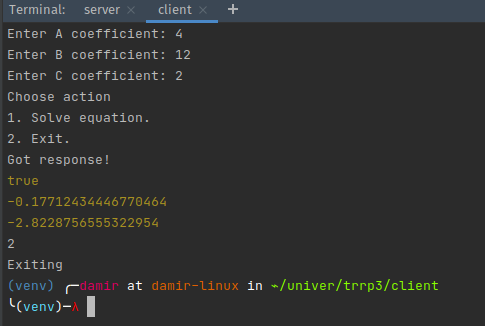 Terminal: server × client × +
Enter A coefficient: 4
Enter B coefficient: 12
Enter C coefficient: 2
Choose action
1. Solve equation.
2. Exit.
Got response!
true
-0.17712434446770464
-2.8228756555322954
2
Exiting
(venv) ╭─damir at damir-linux in ~/univer/trrp3/client
╰(venv)─λ